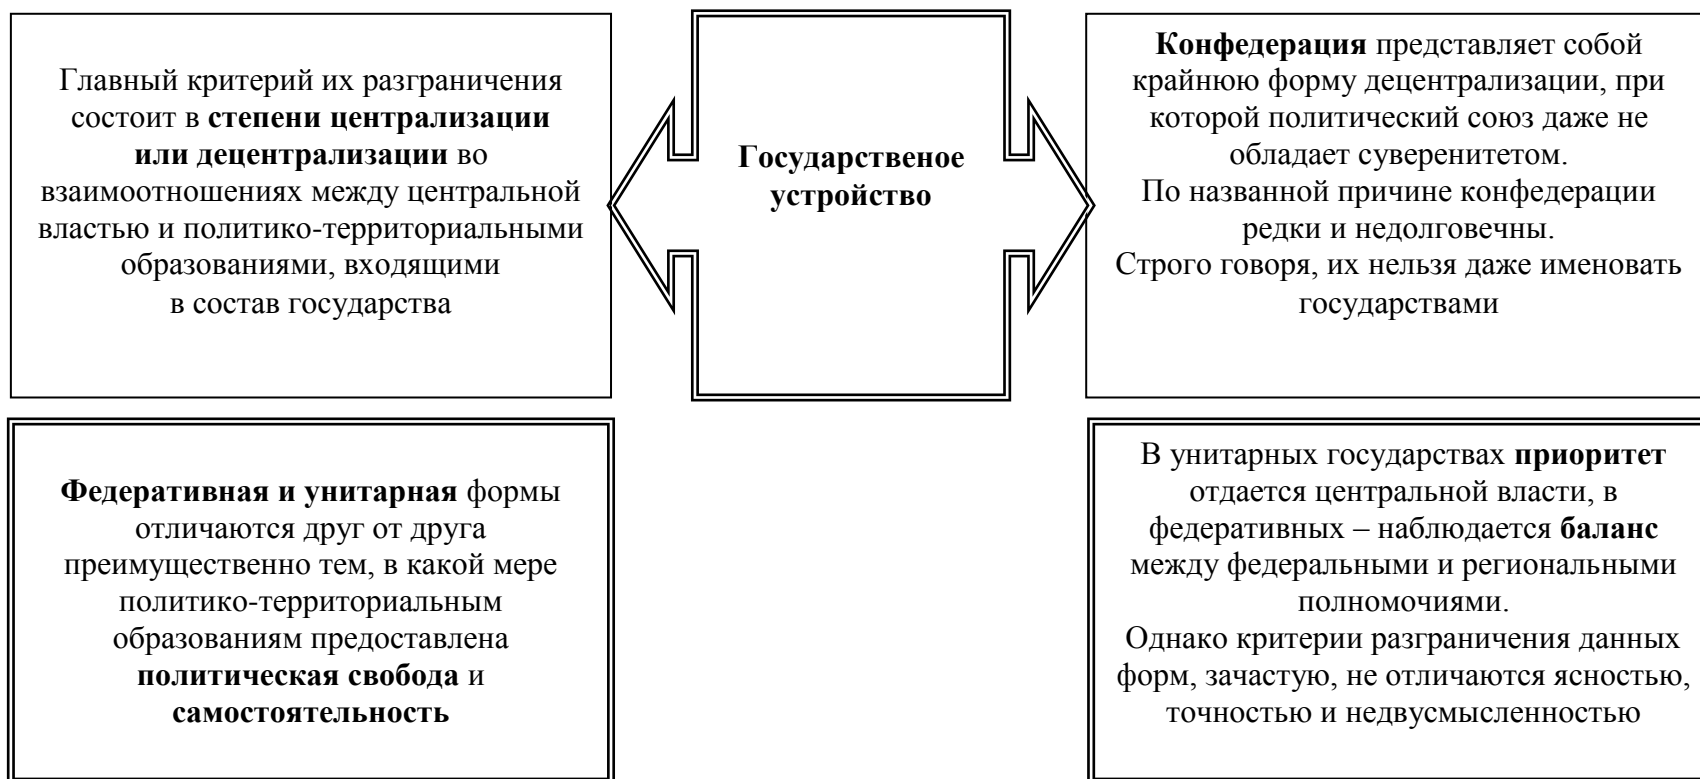 Главный критерий их разграничения
состоит в степени централизации
или децентрализации во
взаимоотношениях между центральной
властью и политико-территориальными
образованиями, входящими
в состав государства
Государственое
устройство
Конфедерация представляет собой
крайнюю форму децентрализации, при
которой политический союз даже не
обладает суверенитетом.
По названной причине конфедерации
редки и недолговечны.
Строго говоря, их нельзя даже именовать
государствами
Федеративная и унитарная формы
отличаются друг от друга
преимущественно тем, в какой мере
политико-территориальным
образованиям предоставлена
политическая свобода и
самостоятельность
В унитарных государствах приоритет
отдается центральной власти, в
федеративных – наблюдается баланс
между федеральными и региональными
полномочиями.
Однако критерии разграничения данных
форм, зачастую, не отличаются ясностью,
точностью и недвусмысленностью